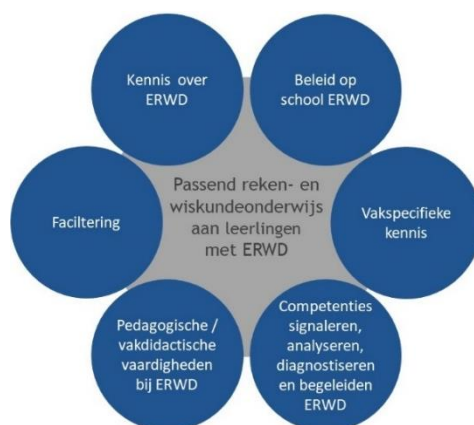 Kennis over
ERWD
Beleid op
school ERWD
Passend reken- en
wiskundeonderwijs
aan leerlingen
met ERWD
Faciltering
Vakspecifieke
kennis
Pedagogische /
vakdidactische
vaardigheden
bij ERWD
Competenties
signaleren,
analyseren,
diagnostiseren
en begeleiden
ERWD